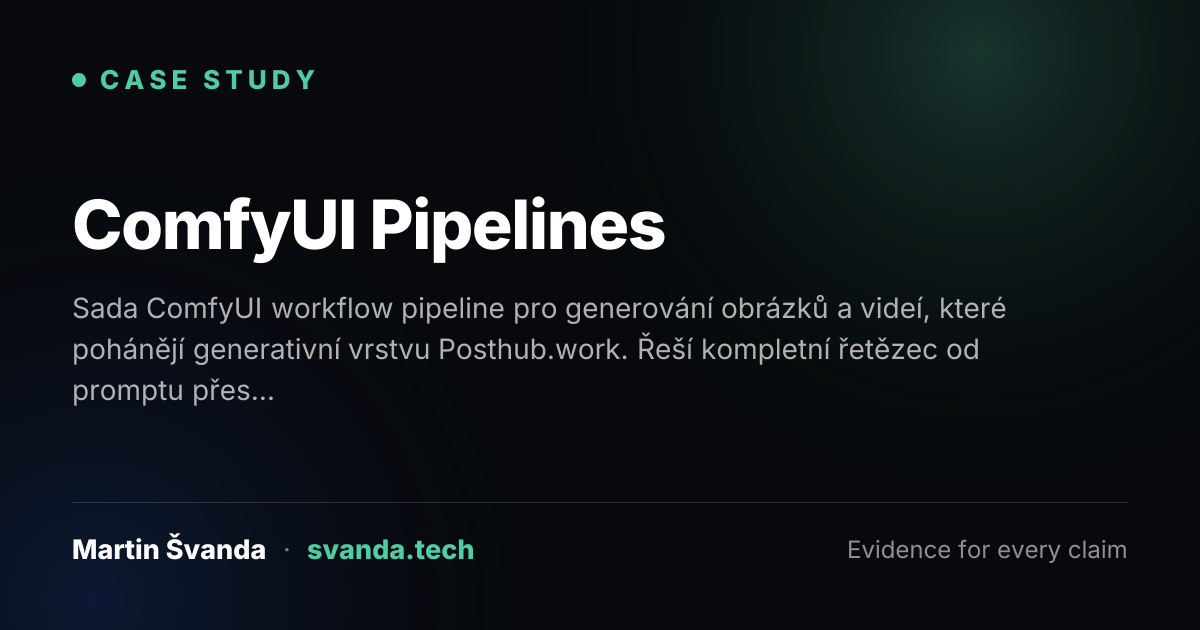 CASE STUDY
ComfyUI Pipelines
Sada ComfyUI workflow pipeline pro generování obrázků a videí, které
pohánějí generativní vrstvu Posthub.work. Řeší kompletní řetězec od
promptu přes...
Martin Švanda · svanda.tech
Evidence for every claim